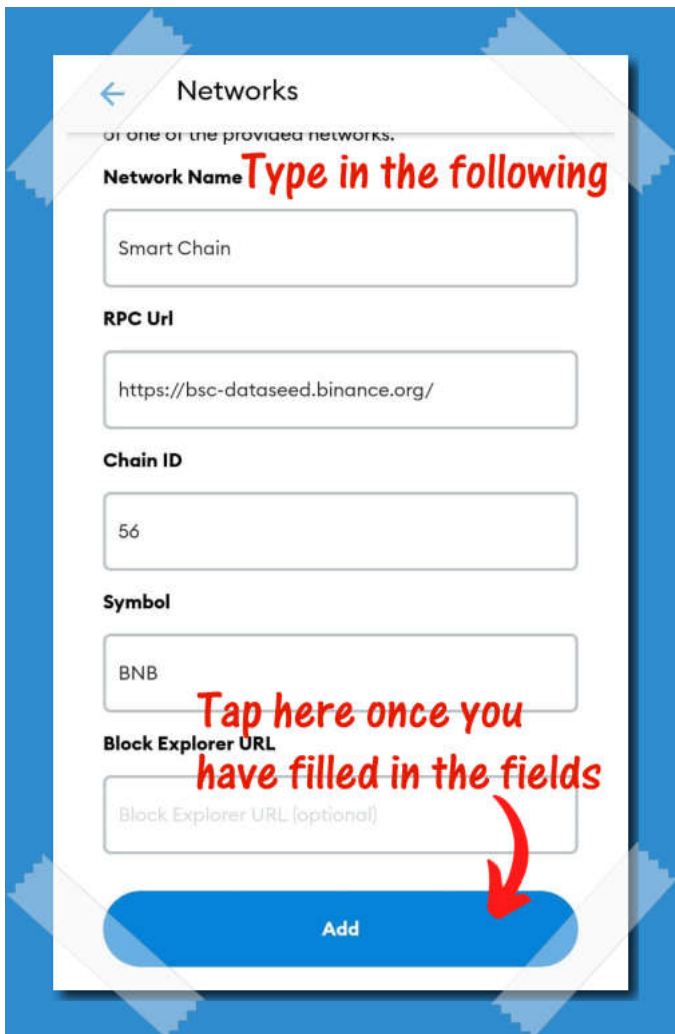 Networks
of one of the provided networks.
Network Name Type in the following
Smart Chain
RPC Url
https://bsc-dataseed.binance.org/
Chain ID
56
Symbol
BNB
Tap here once you
Block Explorer URL
have filled in the fields
Block Explorer URL (optional)
Add